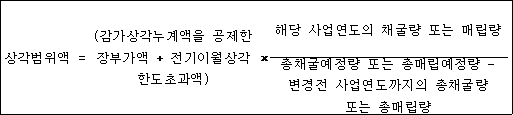 상각범위액 = (감가상각누계액을 공제한
장부가액 + 전기이월상각
한도초과액) ×
해당 사업연도의 채굴량 또는 매립량
총채굴예정량 또는 총매립예정량 -
변경전 사업연도까지의 총채굴량
또는 총매립량